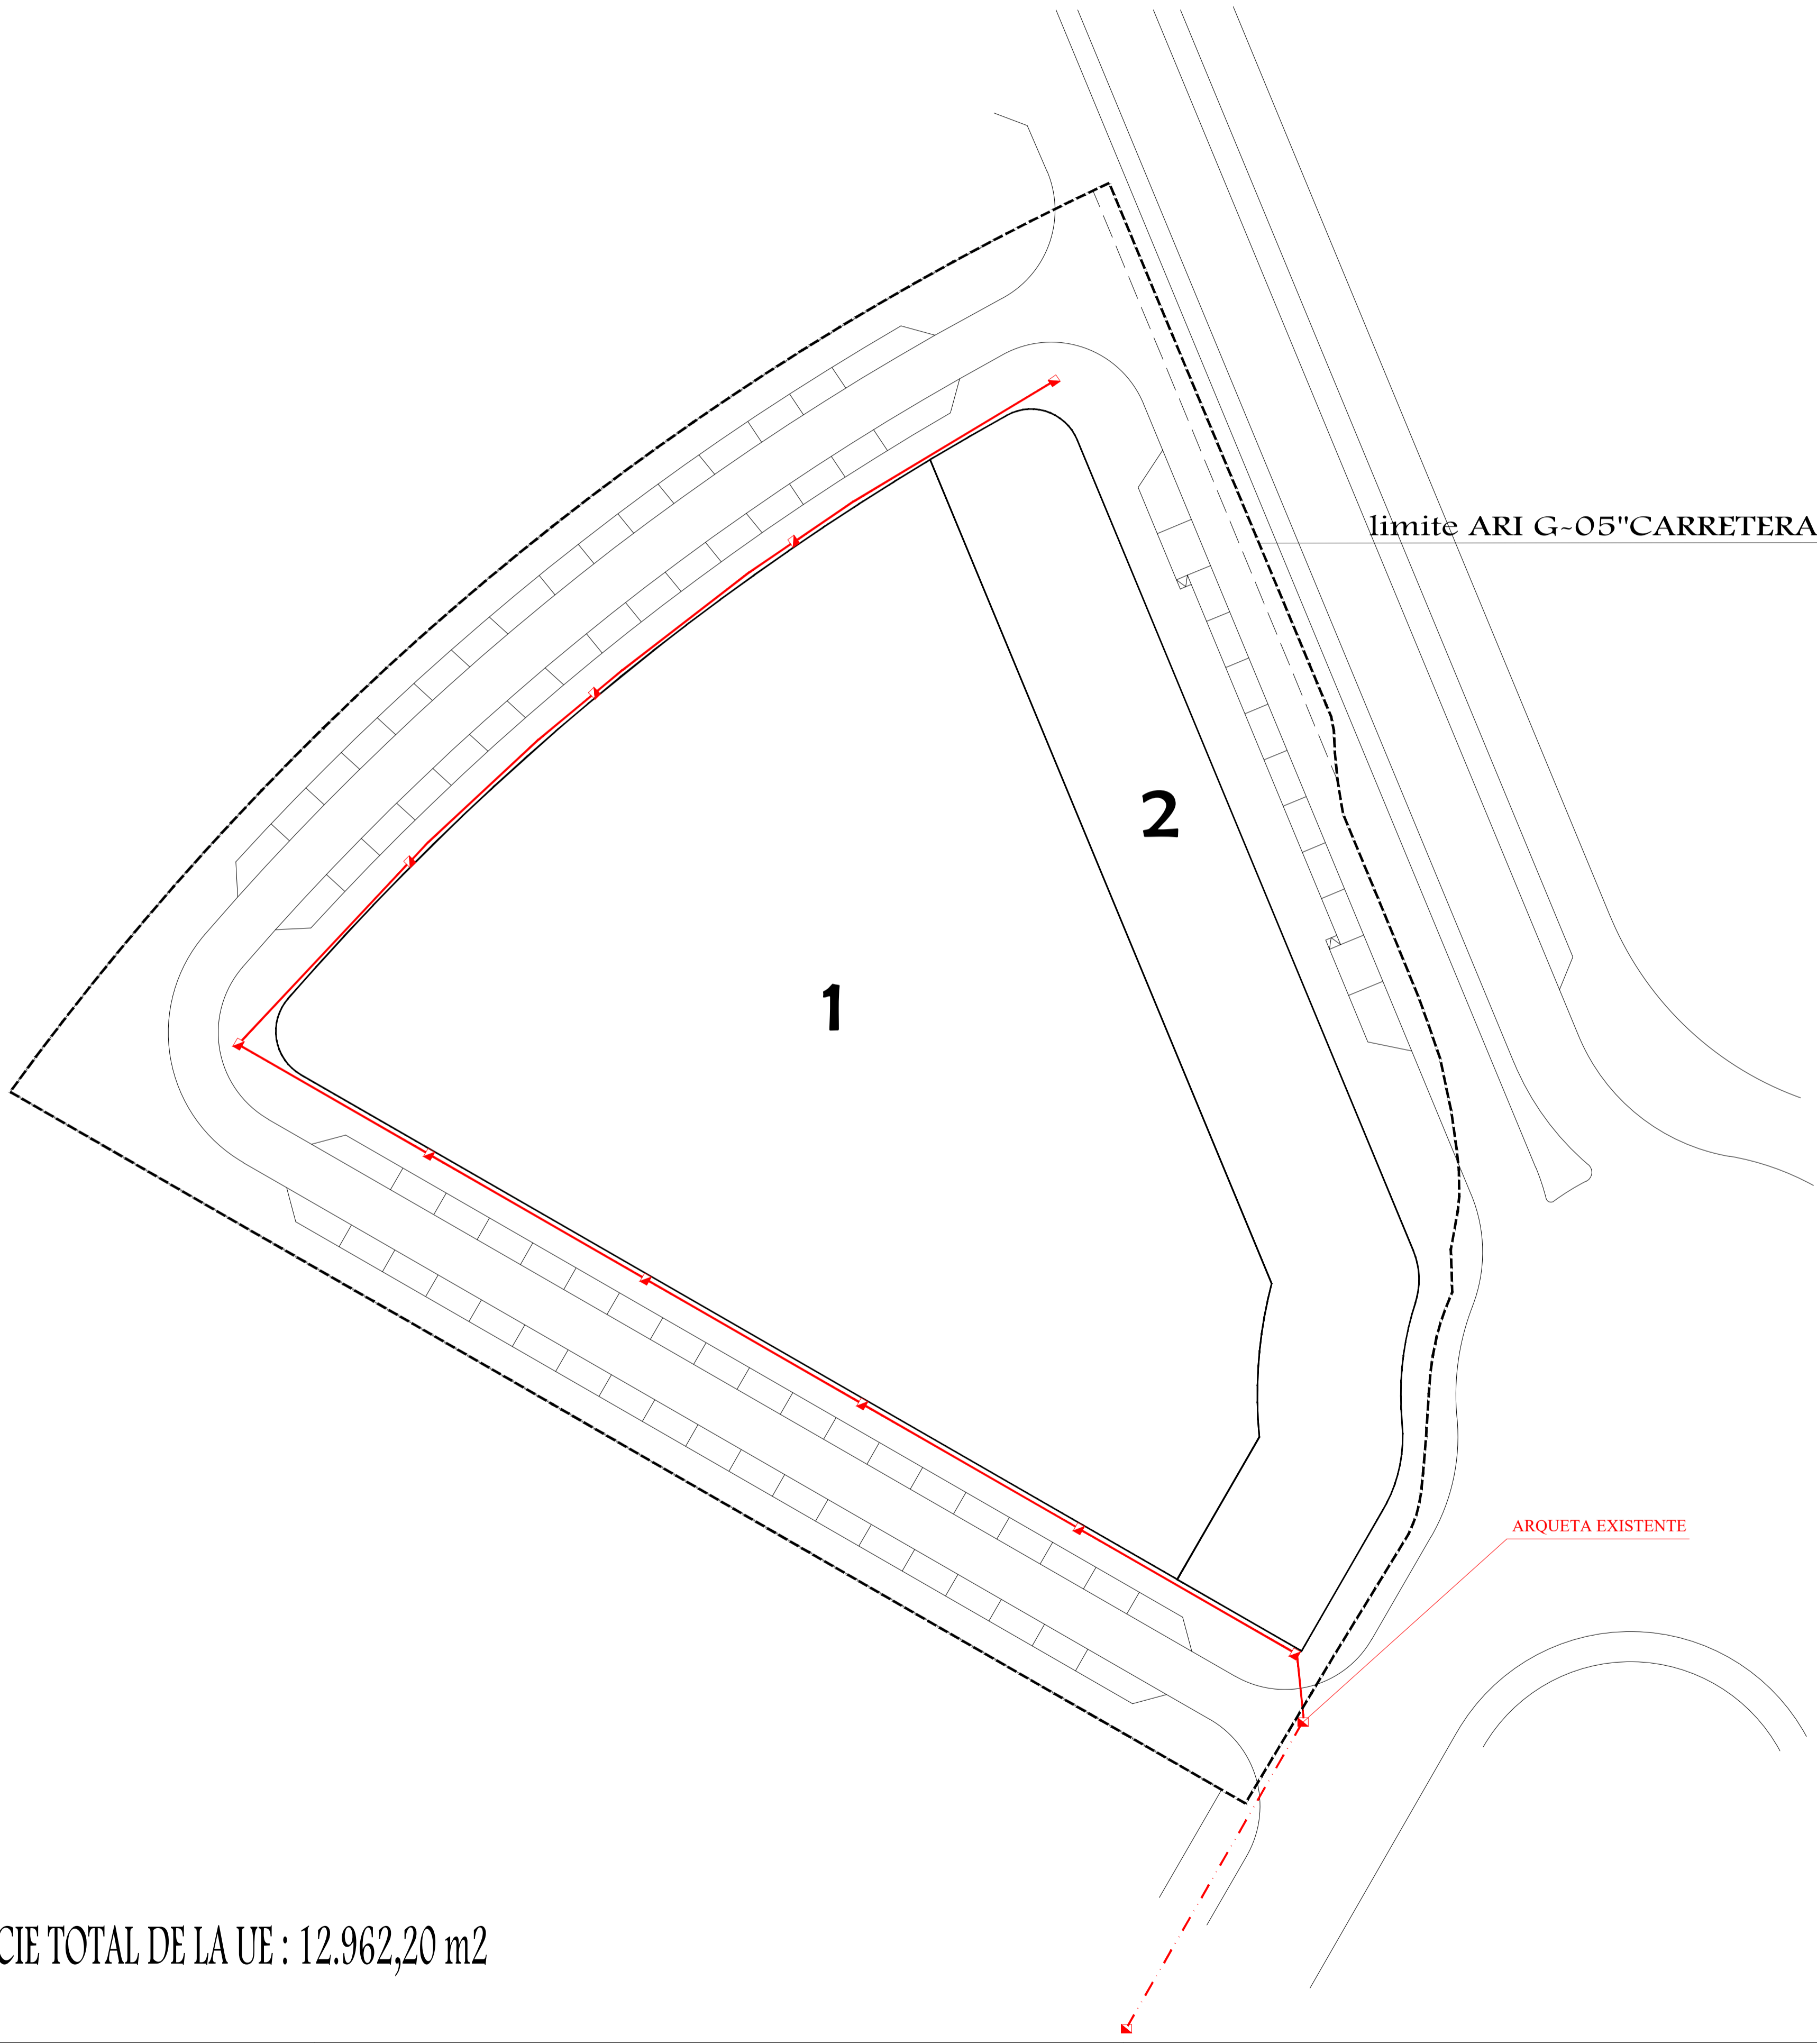 limite ARI G~05"CARRETERA
2
1
ARQUETA EXISTENTE
CIE TOTAL DE LA UE : 12.962,20 m2